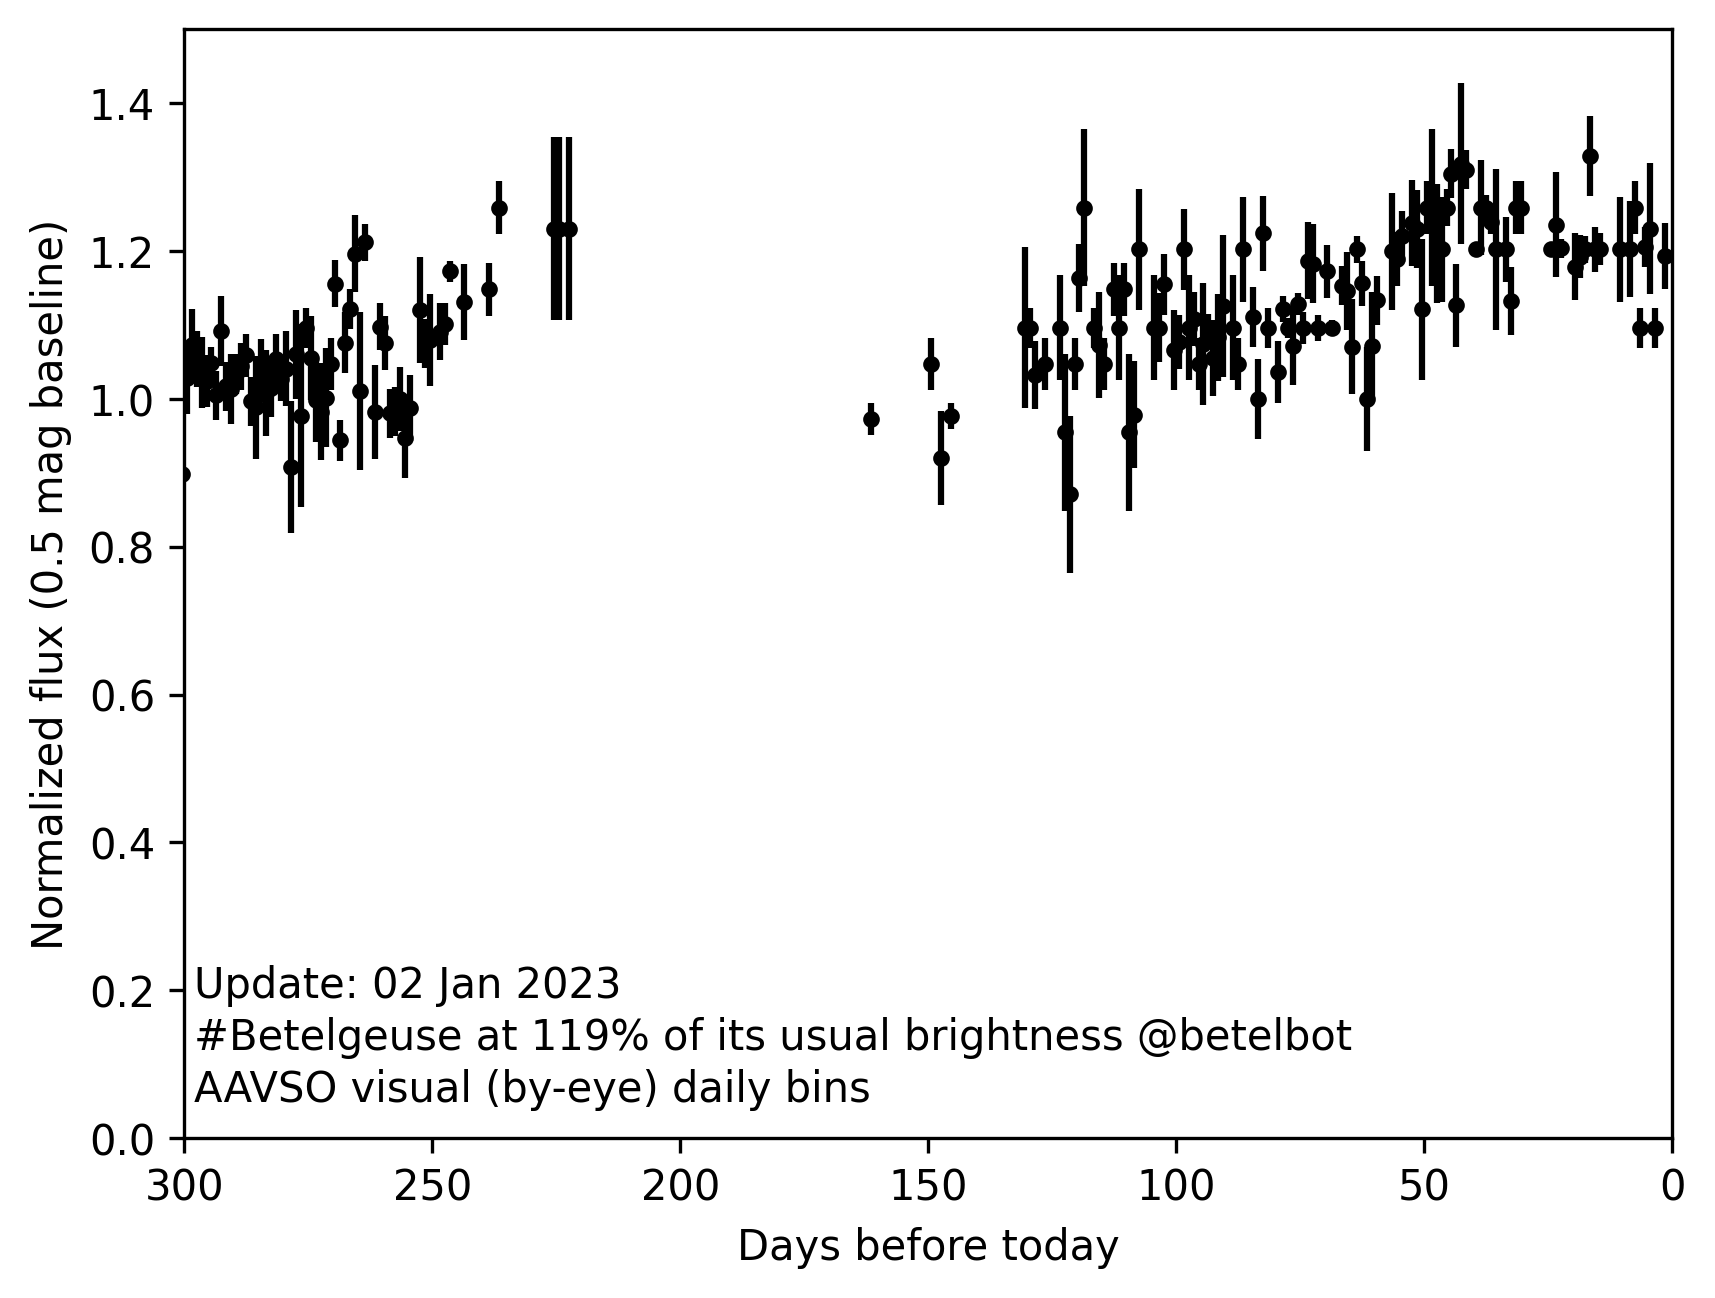 1.4
1.2
1.0
0.8
0.6
0.4
0.2
0.0
Normalized flux (0.5 mag baseline)
Update: 02 Jan 2023
#Betelgeuse at 119% of its usual brightness @betelbot
AAVSO visual (by-eye) daily bins
300 250 200 150 100 50 0
Days before today